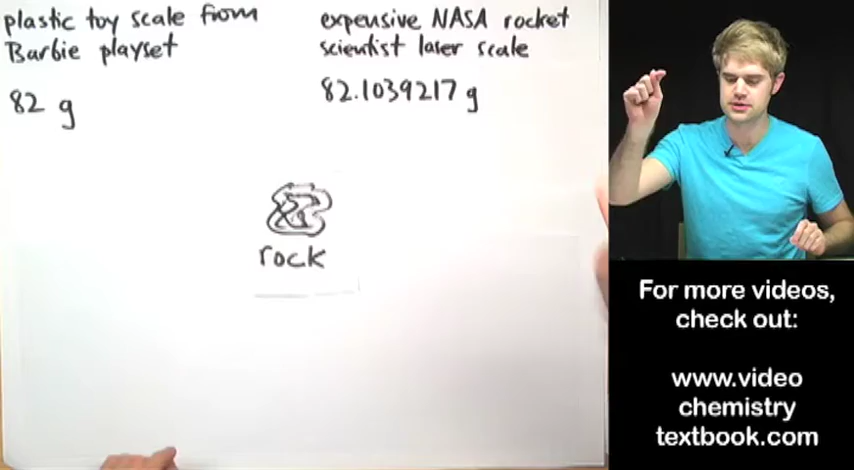 plastic toy scale from
Barbie playset
82 g
expensive NASA rocket
scientist laser scale
82.1039217 g
rock
For more videos,
check out:
www.video
chemistry
textbook.com